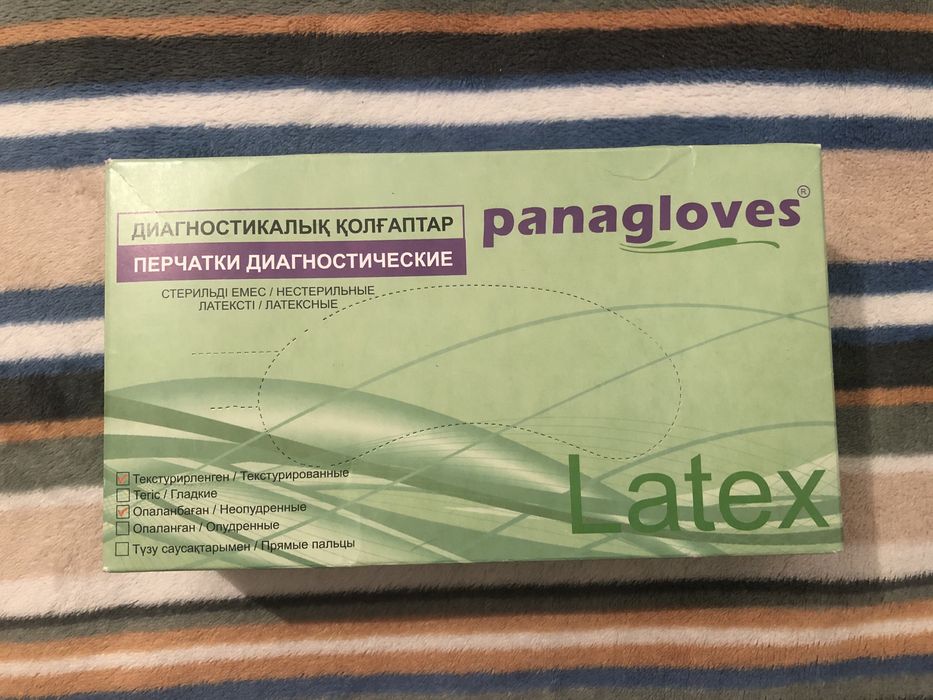 ДИАГНОСТИКАЛЫҚ ҚОЛҒАПТАР
ПЕРЧАТКИ ДИАГНОСТИЧЕСКИЕ
СТЕРИЛЬДІ ЕМЕС / НЕСТЕРИЛЬНЫЕ
ЛАТЕКСТІ / ЛАТЕКСНЫЕ
panagloves®
Текстурирленген / Текстурированные
Тегіс / Гладкие
Опаланбаған / Неопудренные
Опаланған / Опудренные
Түзу саусақтарымен / Прямые пальцы
Latex